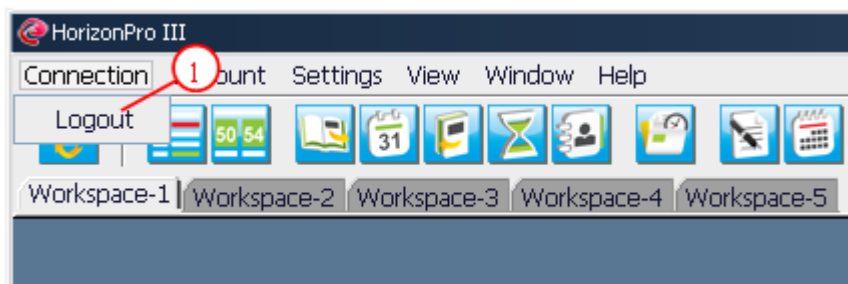 HorizonPro III
Connection 1 ount Settings View Window Help
Logout
50 54 31
Workspace-1 Workspace-2 Workspace-3 Workspace-4 Workspace-5